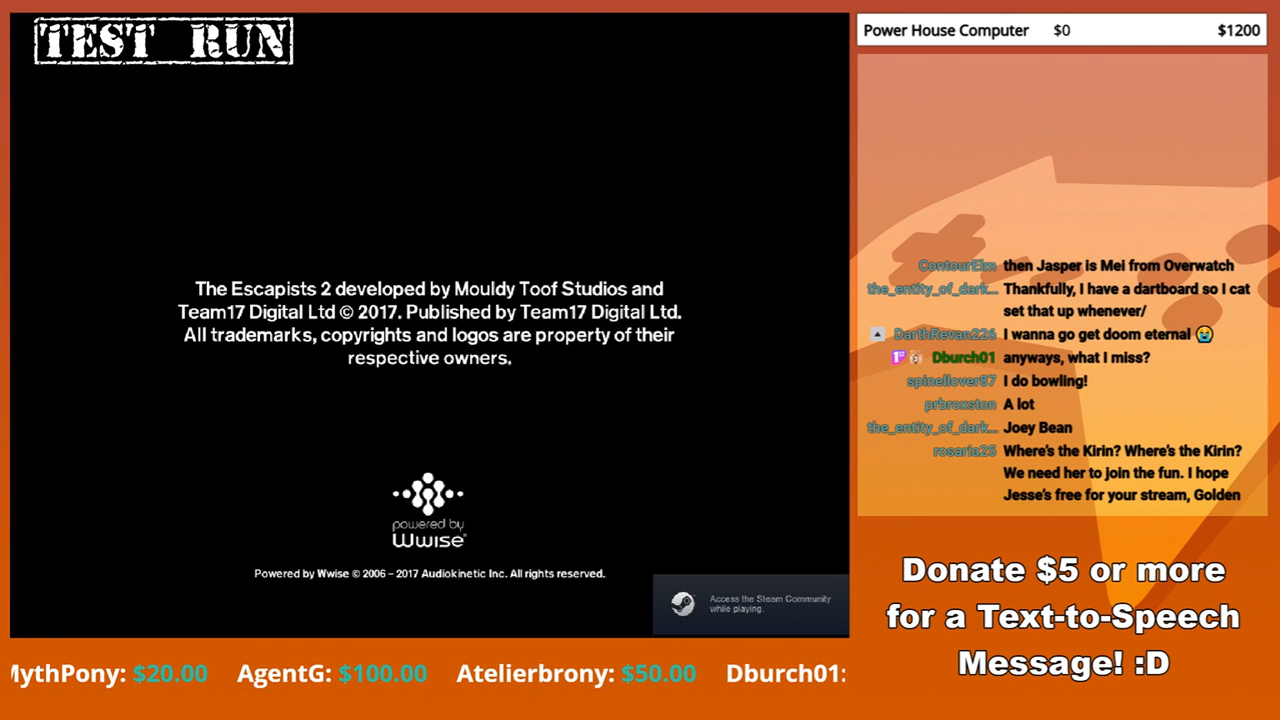 TEST RUN
Power House Computer $0 $1200
The Escapists 2 developed by Mouldy Toof Studios and
Team17 Digital Ltd © 2017. Published by Team17 Digital Ltd.
All trademarks, copyrights and logos are property of their
respective owners.
powered by
Wwise
Powered by Wwise © 2006 – 2017 Audiokinetic Inc. All rights reserved.
Access the Steam Community
while playing.
ContourElm then Jasper is Mei from Overwatch
the_entity_of_dark... Thankfully, I have a dartboard so I cat
set that up whenever/
DarthRevan226 I wanna go get doom eternal 😭
Dburch01 anyways, what I miss?
spinellover87 I do bowling!
prbroxston A lot
the_entity_of_dark... Joey Bean
rosaria25 Where's the Kirin? Where's the Kirin?
We need her to join the fun. I hope
Jesse's free for your stream, Golden
Donate $5 or more
for a Text-to-Speech
Message! :D
MythPony: $20.00 AgentG: $100.00 Atelierbrony: $50.00 Dburch01: